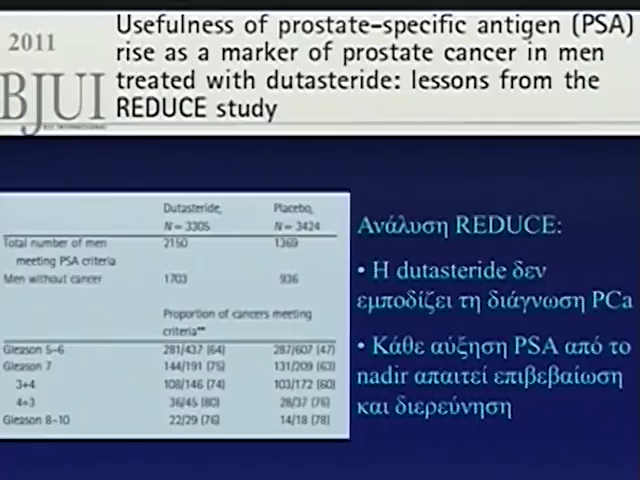 2011
BJUI
Usefulness of prostate-specific antigen (PSA)
rise as a marker of prostate cancer in men
treated with dutasteride: lessons from the
REDUCE study
Dutasteride, Placebo,
N = 3305 N = 3424
Total number of men 2150 1369
meeting PSA criteria
Men without cancer 1703 936
Proportion of cancers meeting
criteria**
Gleason 5–6 281/437 (64) 287/607 (47)
Gleason 7 144/191 (75) 131/209 (63)
3+4 108/146 (74) 103/172 (60)
4+3 36/45 (80) 28/37 (76)
Gleason 8–10 22/29 (76) 14/18 (78)
Ανάλυση REDUCE:
• Η dutasteride δεν
εμποδίζει τη διάγνωση PCa
• Κάθε αύξηση PSA από το
nadir απαιτεί επιβεβαίωση
και διερεύνηση